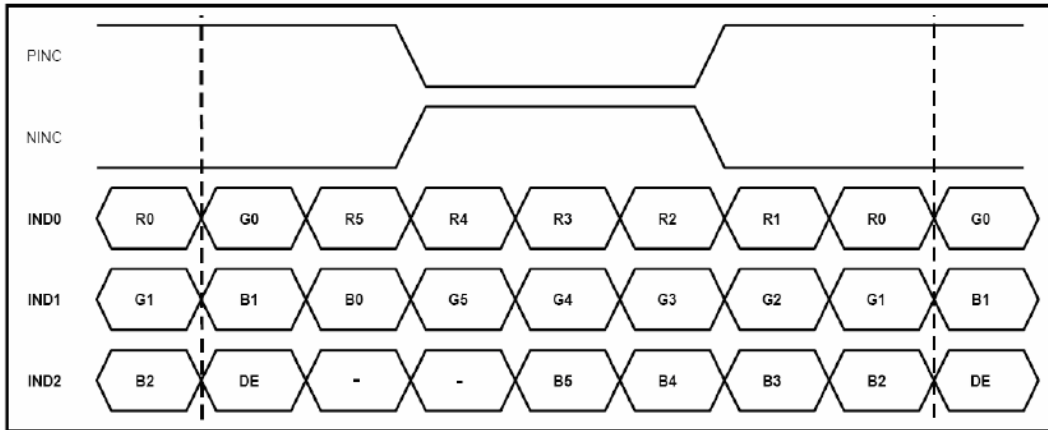 PINC
NINC
IND0 R0 G0 R5 R4 R3 R2 R1 R0 G0
IND1 G1 B1 B0 G5 G4 G3 G2 G1 B1
IND2 B2 DE - - B5 B4 B3 B2 DE